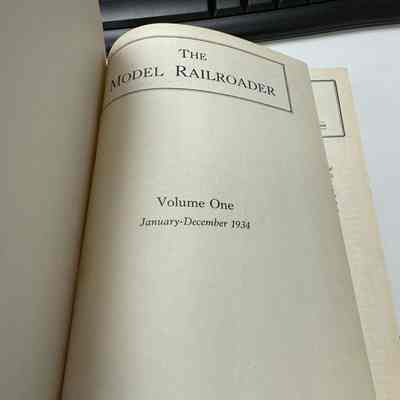 THE
MODEL RAILROADER
Volume One
January-December 1934